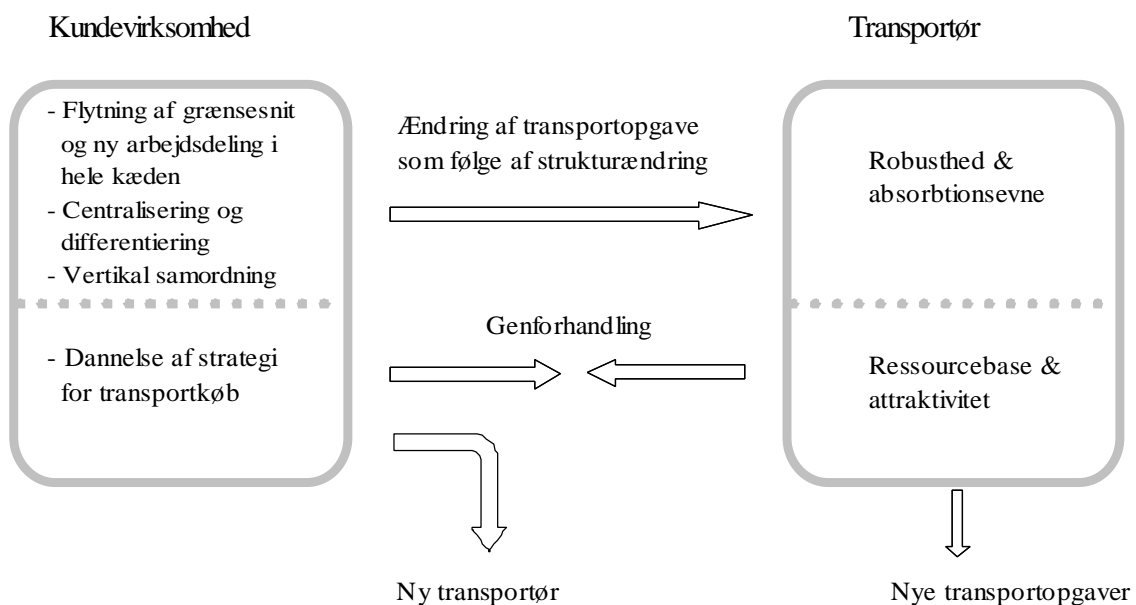 Kundevirksomhed
Transportør
- Flytning af grænsesnit
og ny arbejdsdeling i
hele kæden
- Centralisering og
differentiering
- Vertikal samordning
- Dannelse af strategi
for transportkøb
Ændring af transportopgave
som følge af strukturændring
Genforhandling
Robusthed &
absorbtionsevne
Ressourcebase &
attraktivitet
Ny transportør
Nye transportopgaver